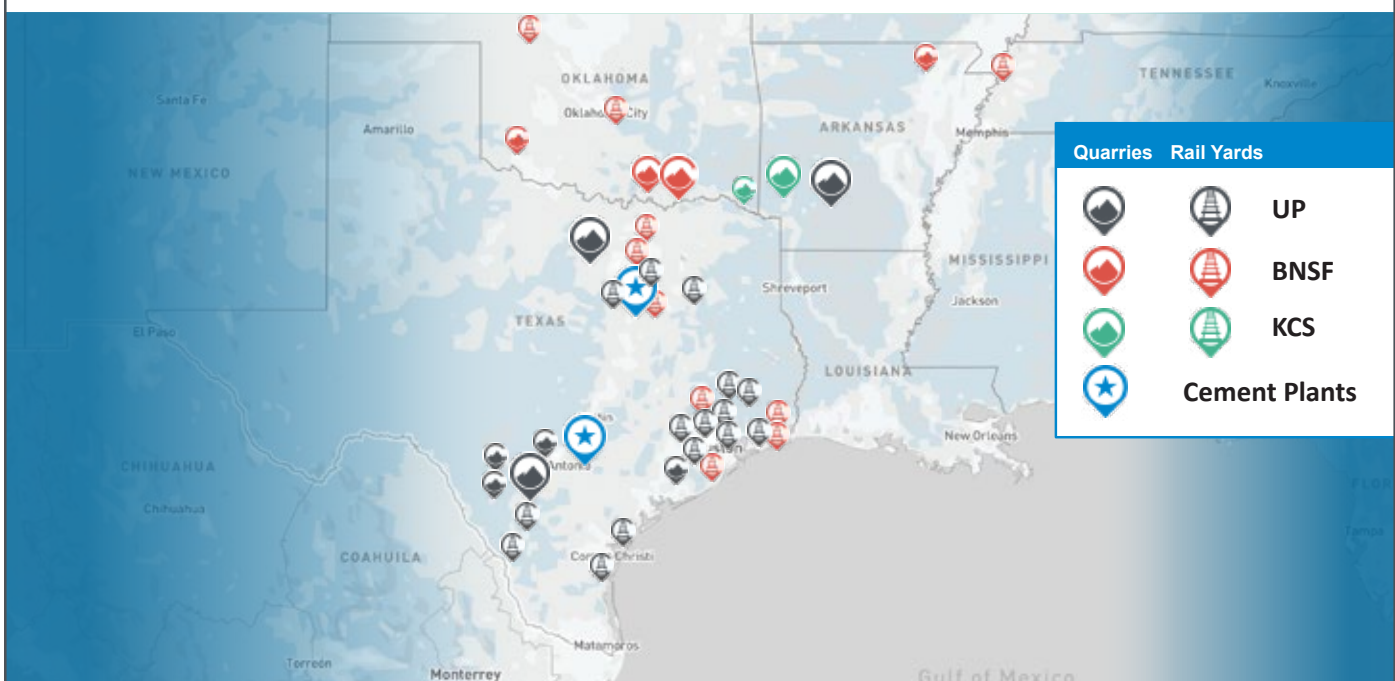 OKLAHOMA
TENNESSEE
Knoxville
Santa Fe
Oklaho City
Amarillo
ARKANSAS
Memphis
NEW MEXICO
Quarries Rail Yards
UP
BNSF
KCS
Cement Plants
MISSISSIPPI
Shreveport
Jackson
TEXAS
El Paso
LOUISIANA
New Orleans
Antonio
CHIHUAHUA
Chihuahua
COAHUILA
Christi
Tampa
Matamoros
Torreón
Monterrey
Gulf of Mexico